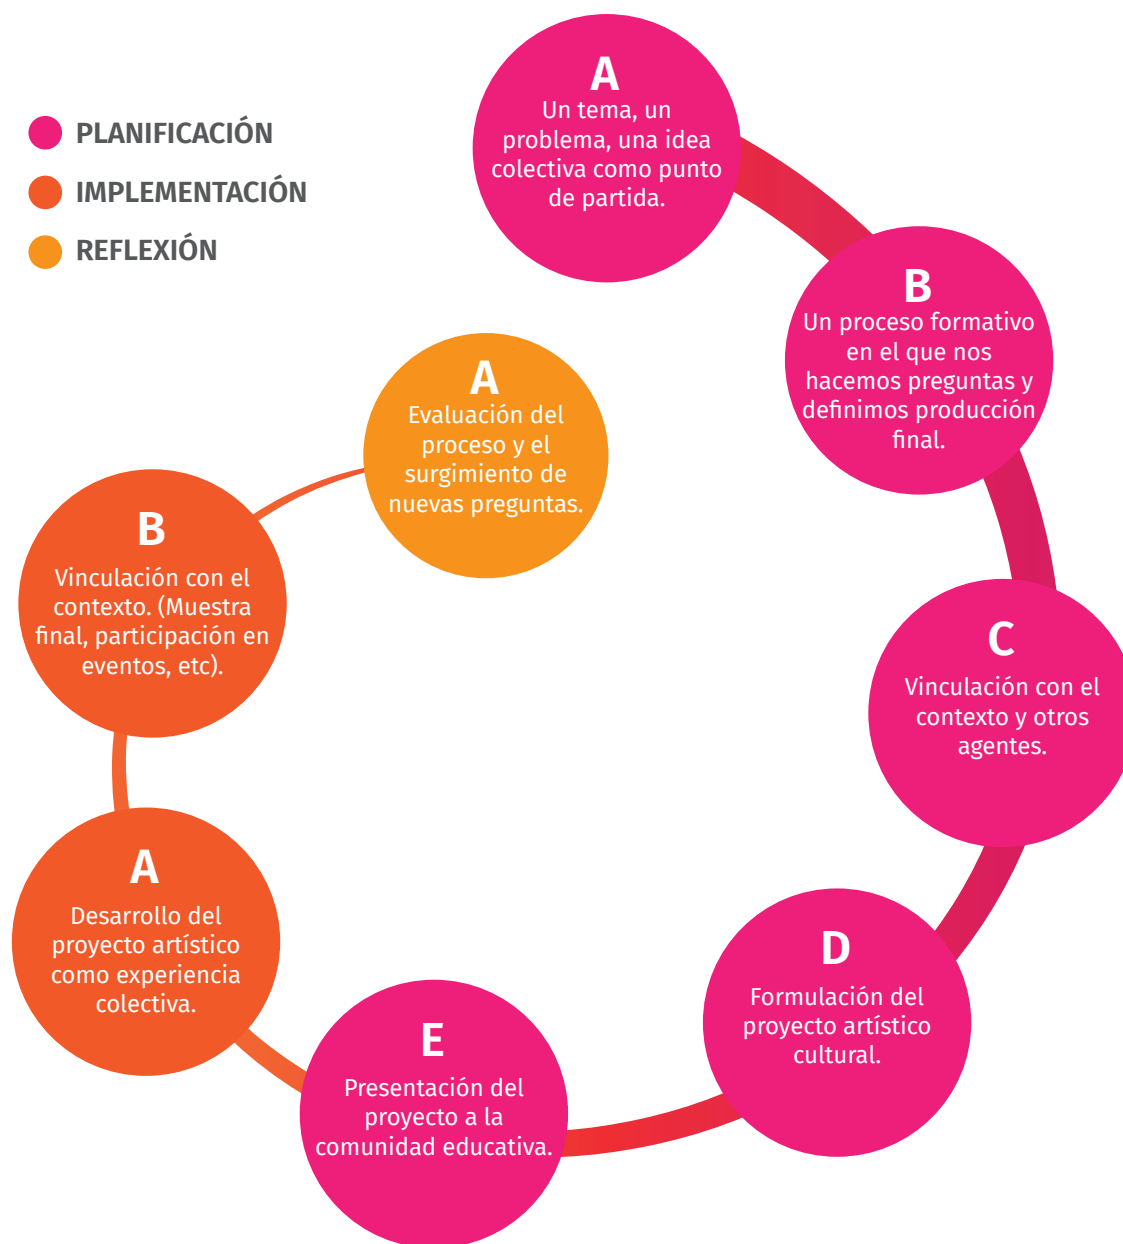 PLANIFICACIÓN
IMPLEMENTACIÓN
REFLEXIÓN
A
Un tema, un
problema, una idea
colectiva como punto
de partida.
B
Un proceso formativo
en el que nos
hacemos preguntas y
definimos producción
final.
C
Vinculación con el
contexto y otros
agentes.
D
Formulación del
proyecto artístico
cultural.
E
Presentación del
proyecto a la
comunidad educativa.
A
Desarrollo del
proyecto artístico
como experiencia
colectiva.
B
Vinculación con el
contexto. (Muestra
final, participación en
eventos, etc).
A
Evaluación del
proceso y el
surgimiento de
nuevas preguntas.